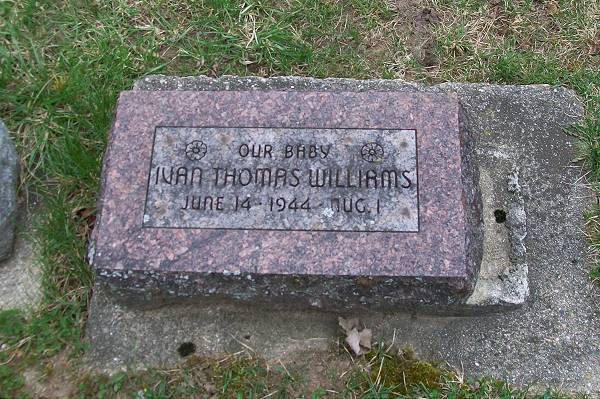 OUR BABY
IVAN THOMAS WILLIAMS
JUNE 14 - 1944 - AUG. 1